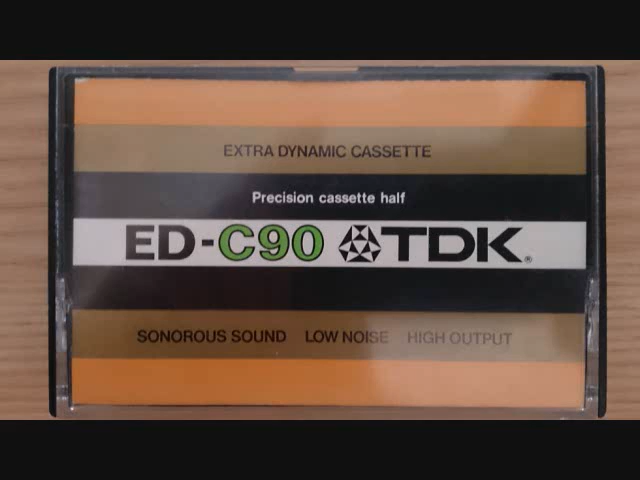 EXTRA DYNAMIC CASSETTE
Precision cassette half
ED-C90 TDK®
SONOROUS SOUND LOW NOISE HIGH OUTPUT